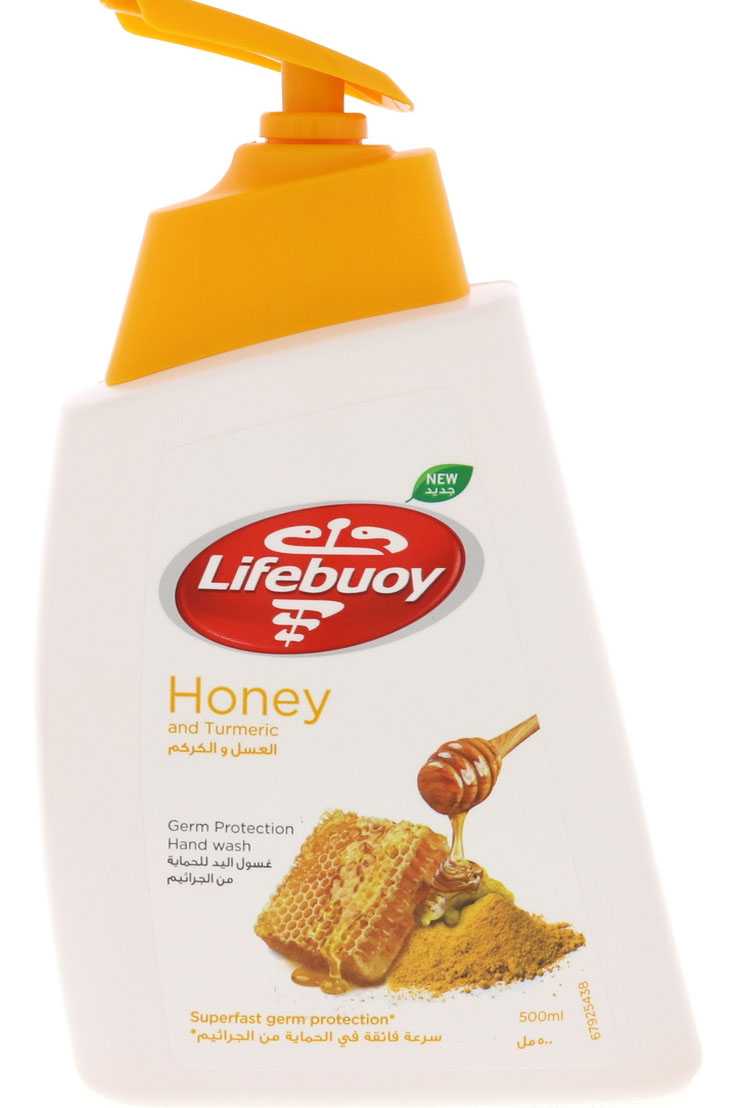 NEW
جديد
Lifebuoy
Honey
and Turmeric
العسل و الكركم
Germ Protection
Hand wash
غسول اليد للحماية
من الجراثيم
Superfast germ protection*
سرعة فائقة في الحماية من الجراثيم*
500ml
٥٠٠ مل
67925438